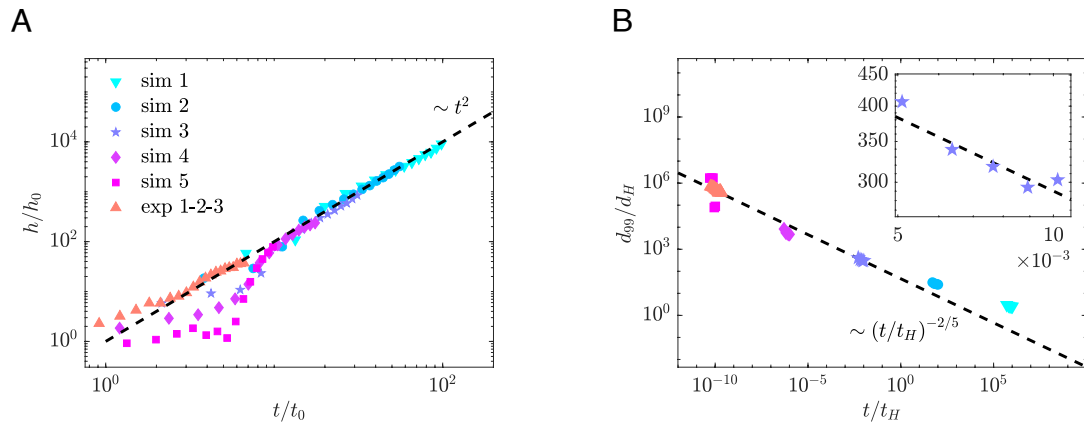 A
h/h₀
10⁴
10²
10⁰
sim 1
sim 2
sim 3
sim 4
sim 5
exp 1-2-3
∼ t²
10⁰
10¹
10²
t/t₀
B
d₉₉/d_H
10⁹
10⁶
10³
10⁰
∼ (t/t_H)^{−2/5}
10⁻¹⁰
10⁻⁵
10⁰
10⁵
t/t_H
450
400
350
300
5
10
×10⁻³